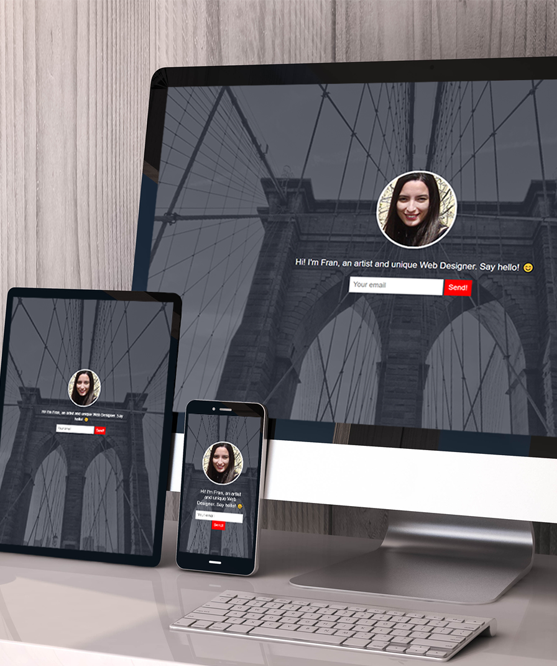 Hi! I'm Fran, an artist and unique Web Designer. Say hello! 😊
Your email
Send!
Hi! I'm Fran, an artist and unique Web Designer. Say
hello! 😊
Your email
Send!
Hi! I'm Fran, an artist
and unique Web
Designer. Say hello! 😊
Your email
Send!